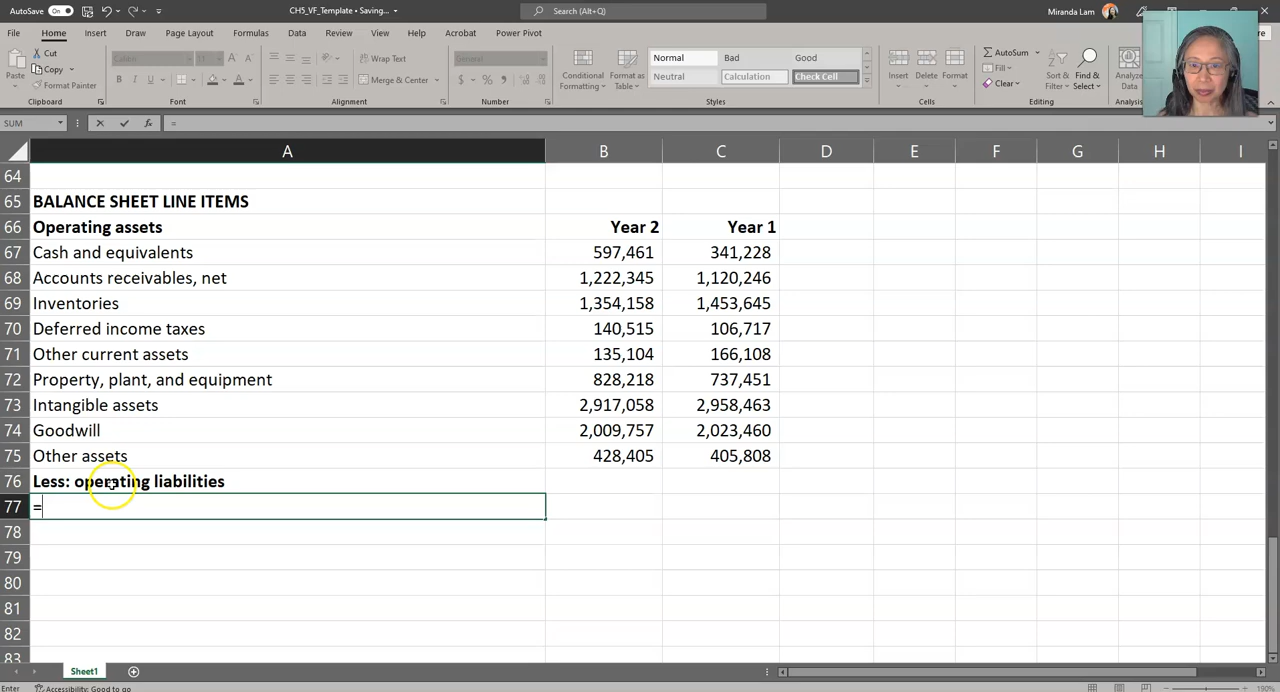 AutoSave On CH5_VF_Template • Saving... Search (Alt+Q) Miranda Lam
File Home Insert Draw Page Layout Formulas Data Review View Help Acrobat Power Pivot
Paste Cut Copy Format Painter Clipboard
Calibri 11 A A B I U A Font
Wrap Text Merge & Center Alignment
General $ % Number
Conditional Formatting Format as Table Normal Bad Good Neutral Calculation Check Cell Styles
Insert Delete Format Cells
AutoSum Fill Clear Sort & Filter Find & Select Editing
Analyze Data Analysis
SUM fx =
A B C D E F G H I
64
65 BALANCE SHEET LINE ITEMS
66 Operating assets Year 2 Year 1
67 Cash and equivalents 597,461 341,228
68 Accounts receivables, net 1,222,345 1,120,246
69 Inventories 1,354,158 1,453,645
70 Deferred income taxes 140,515 106,717
71 Other current assets 135,104 166,108
72 Property, plant, and equipment 828,218 737,451
73 Intangible assets 2,917,058 2,958,463
74 Goodwill 2,009,757 2,023,460
75 Other assets 428,405 405,808
76 Less: operating liabilities
77 =
78
79
80
81
82
83
Sheet1
Enter Accessibility: Good to go 190%